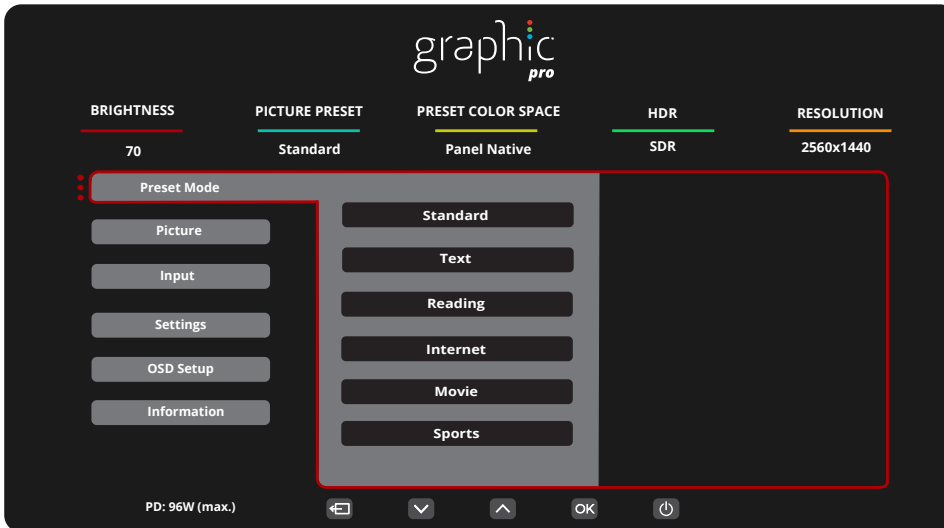 graphic
pro
BRIGHTNESS PICTURE PRESET PRESET COLOR SPACE HDR RESOLUTION
70 Standard Panel Native SDR 2560x1440
Preset Mode
Picture
Input
Settings
OSD Setup
Information
Standard
Text
Reading
Internet
Movie
Sports
PD: 96W (max.) OK